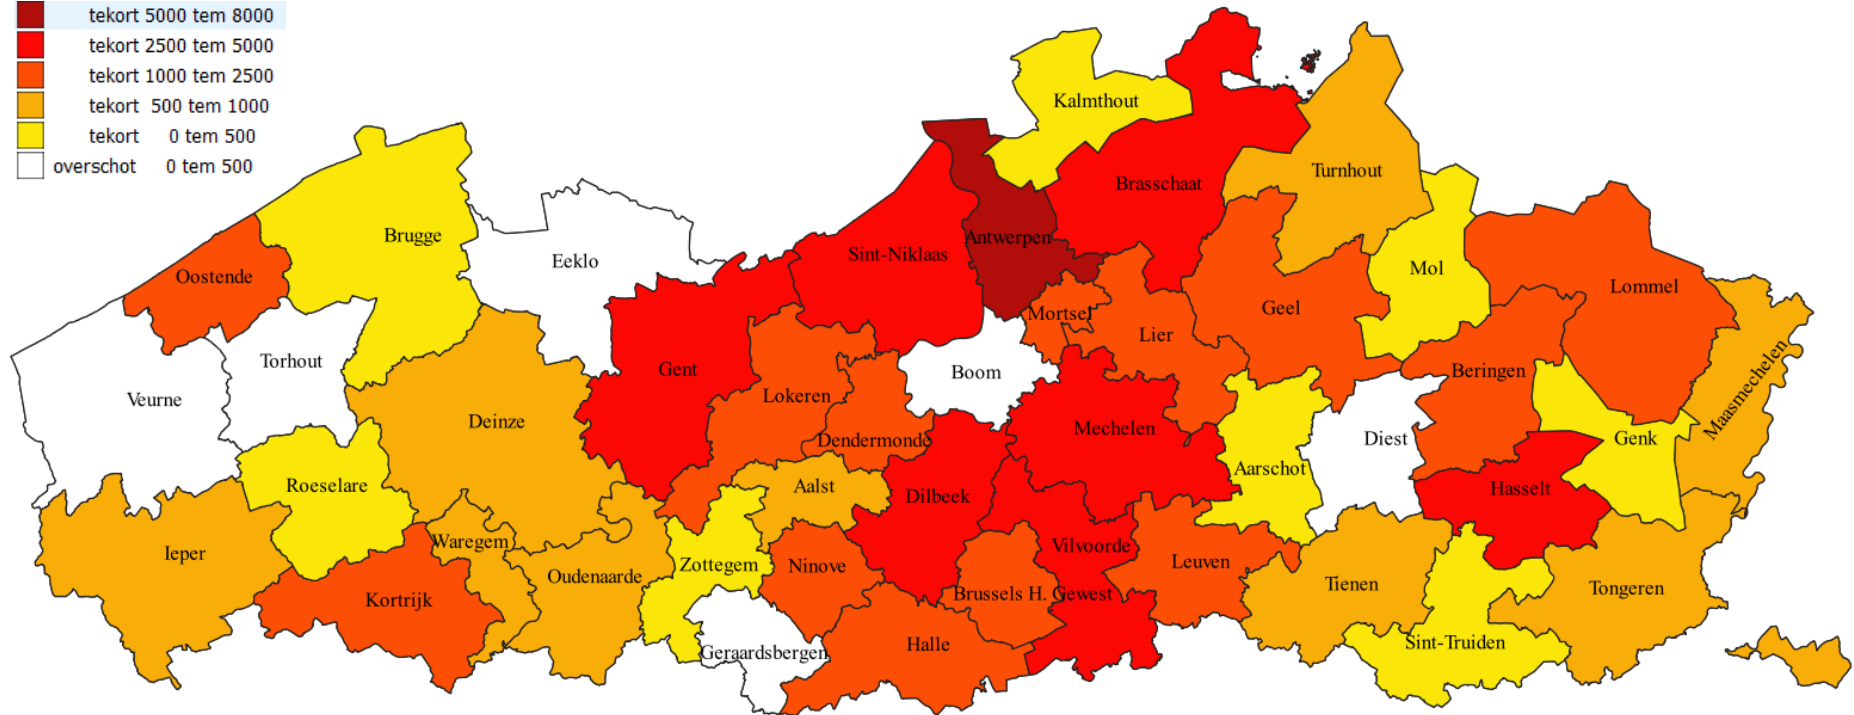 tekort 5000 tem 8000
tekort 2500 tem 5000
tekort 1000 tem 2500
tekort 500 tem 1000
tekort 0 tem 500
overschot 0 tem 500
Kalmthout
Turnhout
Brasschaat
Brugge
Antwerpen
Sint-Niklaas
Eeklo
Mol
Oostende
Lommel
Geel
Mortsel
Lier
Torhout
Gent
Boom
Beringen
Maasmechelen
Veurne
Lokeren
Deinze
Mechelen
Dendermonde
Diest
Genk
Aarschot
Roeselare
Aalst
Dilbeek
Hasselt
Waregem
Vilvoorde
Ieper
Leuven
Zottegem
Ninove
Oudenaarde
Tienen
Tongeren
Brussels H. Gewest
Kortrijk
Halle
Sint-Truiden
Geraardsbergen